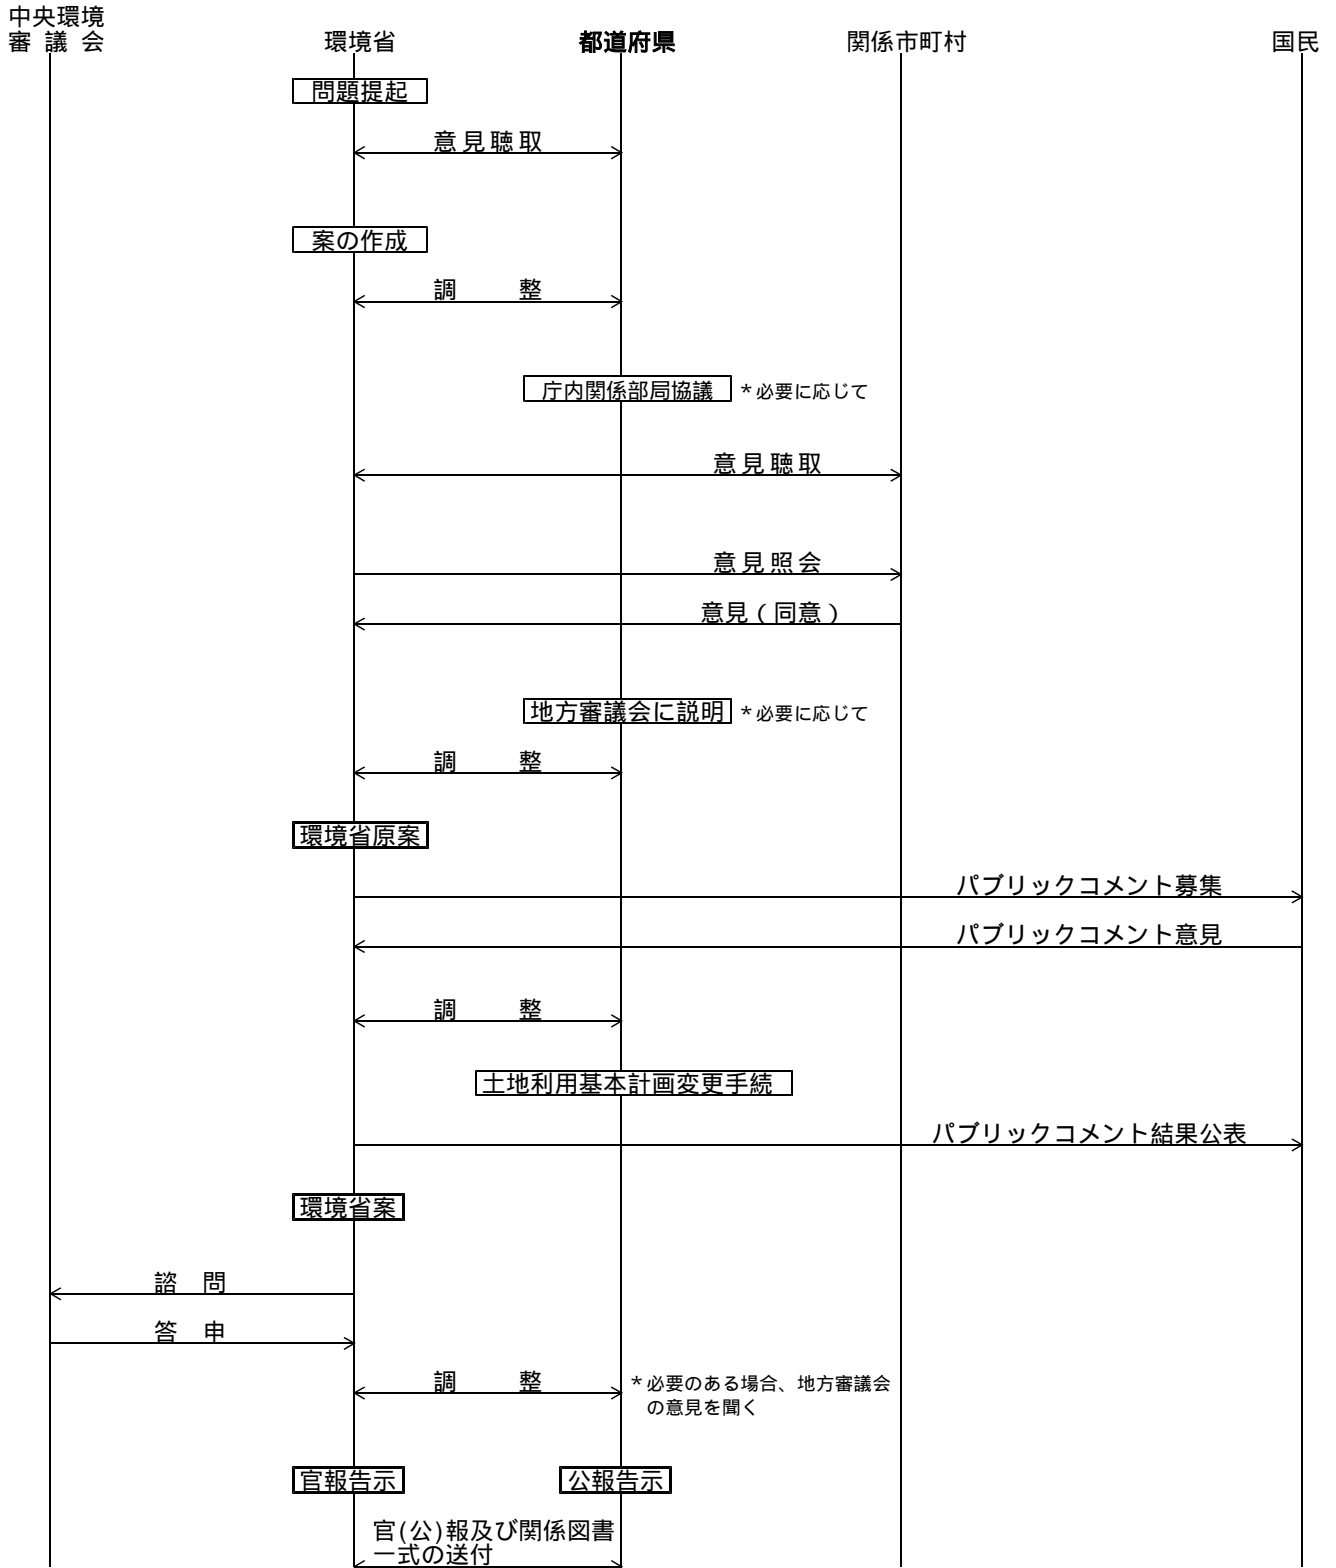 中央環境
審議会 環境省 都道府県 関係市町村 国民
問題提起
意見聴取
案の作成
調 整
庁内関係部局協議 *必要に応じて
意見聴取
意見照会
意見(同意)
地方審議会に説明 *必要に応じて
調 整
環境省原案
パブリックコメント募集
パブリックコメント意見
調 整
土地利用基本計画変更手続
パブリックコメント結果公表
環境省案
諮 問
答 申
調 整 *必要のある場合、地方審議会
の意見を聞く
官報告示 公報告示
官(公)報及び関係図書
一式の送付